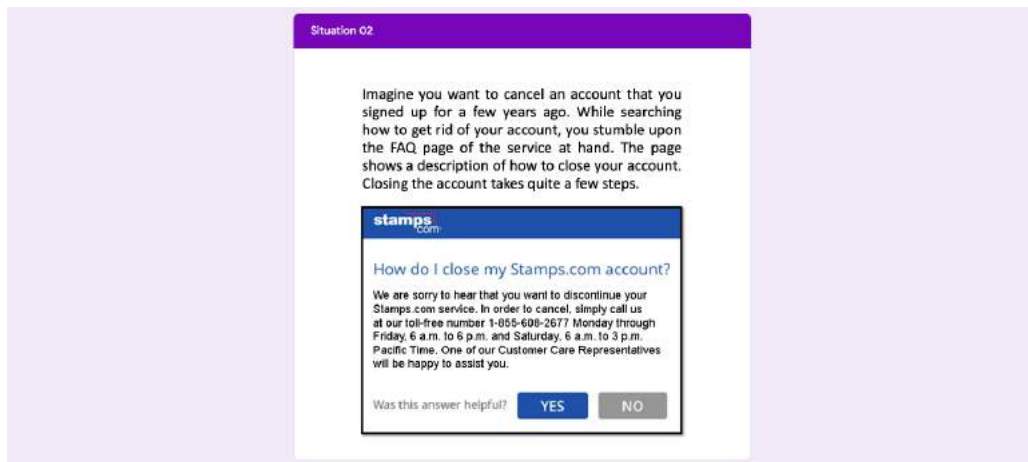 Situation 02
Imagine you want to cancel an account that you
signed up for a few years ago. While searching
how to get rid of your account, you stumble upon
the FAQ page of the service at hand. The page
shows a description of how to close your account.
Closing the account takes quite a few steps.
stamps
.com
How do I close my Stamps.com account?
We are sorry to hear that you want to discontinue your
Stamps.com service. In order to cancel, simply call us
at our toll-free number 1-855-608-2677 Monday through
Friday, 6 a.m. to 6 p.m. and Saturday, 6 a.m. to 3 p.m.
Pacific Time. One of our Customer Care Representatives
will be happy to assist you.
Was this answer helpful? YES NO